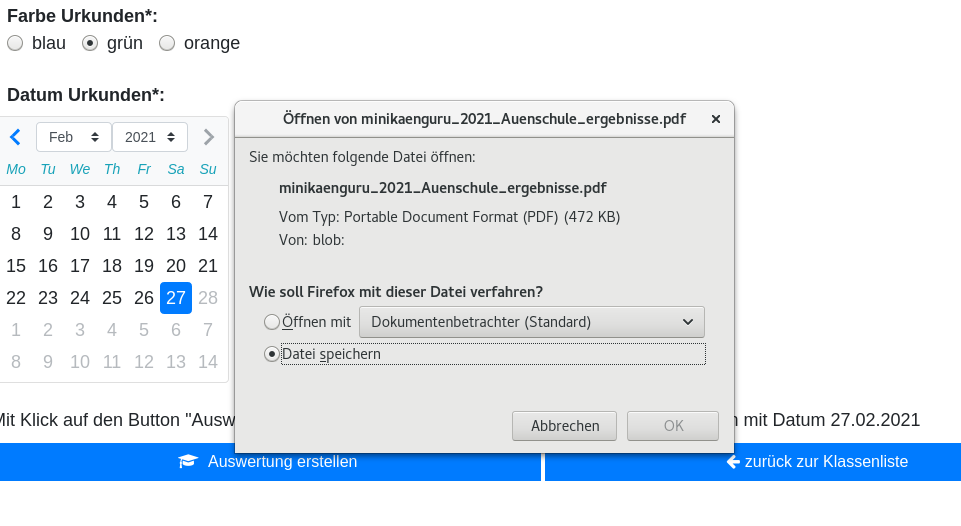 Farbe Urkunden*:
blau grün orange
Datum Urkunden*:
Feb 2021
Mo Tu We Th Fr Sa Su
1 2 3 4 5 6 7
8 9 10 11 12 13 14
15 16 17 18 19 20 21
22 23 24 25 26 27 28
1 2 3 4 5 6 7
8 9 10 11 12 13 14
Öffnen von minikaenguru_2021_Auenschule_ergebnisse.pdf
Sie möchten folgende Datei öffnen:
minikaenguru_2021_Auenschule_ergebnisse.pdf
Vom Typ: Portable Document Format (PDF) (472 KB)
Von: blob:
Wie soll Firefox mit dieser Datei verfahren?
Öffnen mit Dokumentenbetrachter (Standard)
Datei speichern
Abbrechen OK
Mit Klick auf den Button "Ausw n mit Datum 27.02.2021
Auswertung erstellen zurück zur Klassenliste